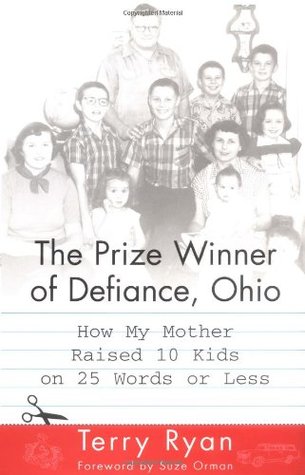 The Prize Winner
of Defiance, Ohio
How My Mother
Raised 10 Kids
on 25 Words or Less
Terry Ryan
Foreword by Suze Orman